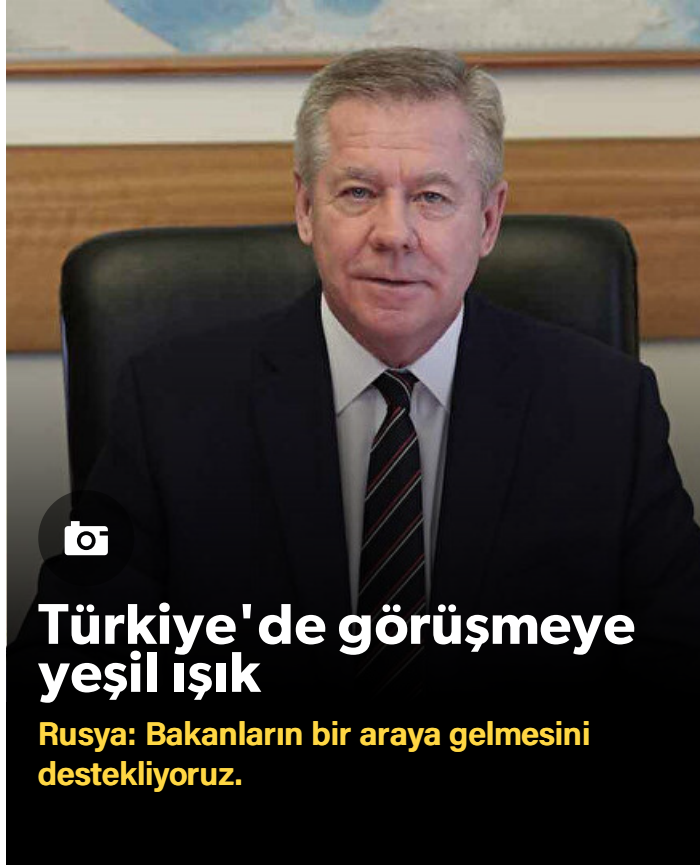 Türkiye'de görüşmeye
yeşil ışık
Rusya: Bakanların bir araya gelmesini
destekliyoruz.